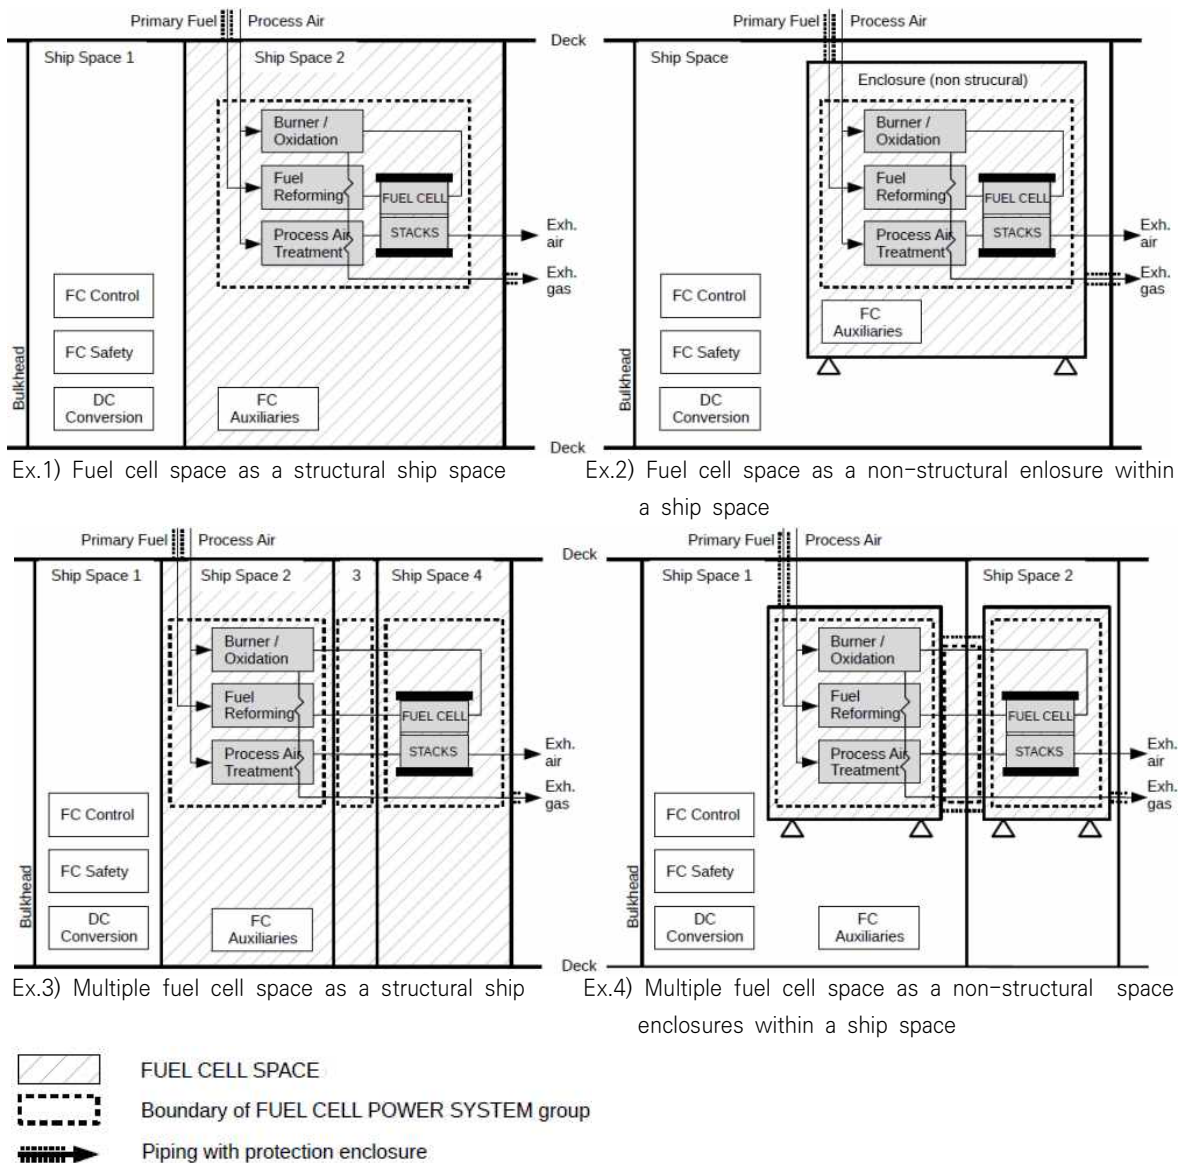 Primary Fuel Process Air
Deck
Ship Space 1
Ship Space 2
Burner /
Oxidation
Fuel
Reforming
FUEL CELL
STACKS
Process Air
Treatment
Exh.
air
Exh.
gas
FC Control
FC Safety
DC
Conversion
FC
Auxiliaries
Bulkhead
Ex.1) Fuel cell space as a structural ship space
Primary Fuel Process Air
Deck
Ship Space
Enclosure (non strucural)
Burner /
Oxidation
Fuel
Reforming
FUEL CELL
STACKS
Process Air
Treatment
Exh.
air
Exh.
gas
FC Control
FC
Auxiliaries
FC Safety
DC
Conversion
Bulkhead
Deck
Ex.2) Fuel cell space as a non-structural enlosure within
a ship space
Primary Fuel Process Air
Deck
Ship Space 1
Ship Space 2
3
Ship Space 4
Burner /
Oxidation
Fuel
Reforming
FUEL CELL
STACKS
Process Air
Treatment
Exh.
air
Exh.
gas
FC Control
FC Safety
DC
Conversion
FC
Auxiliaries
Bulkhead
Deck
Ex.3) Multiple fuel cell space as a structural ship
Primary Fuel Process Air
Ship Space 1
Ship Space 2
Burner /
Oxidation
Fuel
Reforming
FUEL CELL
STACKS
Process Air
Treatment
Exh.
air
Exh.
gas
FC Control
FC Safety
DC
Conversion
FC
Auxiliaries
Bulkhead
Ex.4) Multiple fuel cell space as a non-structural space
enclosures within a ship space
FUEL CELL SPACE
Boundary of FUEL CELL POWER SYSTEM group
Piping with protection enclosure